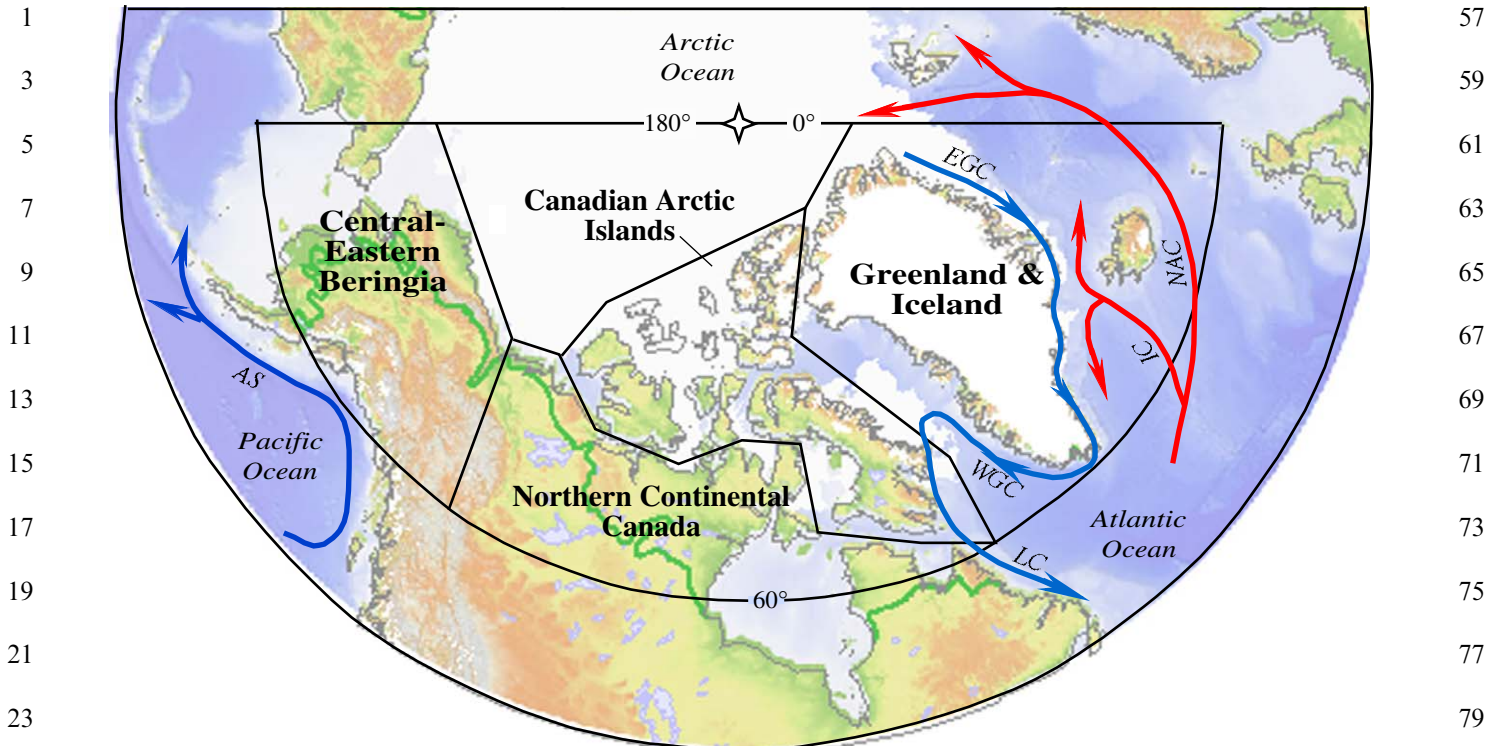 1
57
Arctic
Ocean
3
59
180°
0°
5
61
EGC
Canadian Arctic
Islands
7
63
Central-
Eastern
Beringia
NAC
9
65
Greenland &
Iceland
11
67
IC
AS
13
69
Pacific
Ocean
15
71
WGC
Northern Continental
Canada
Atlantic
Ocean
17
73
LC
19
75
60°
21
77
23
79